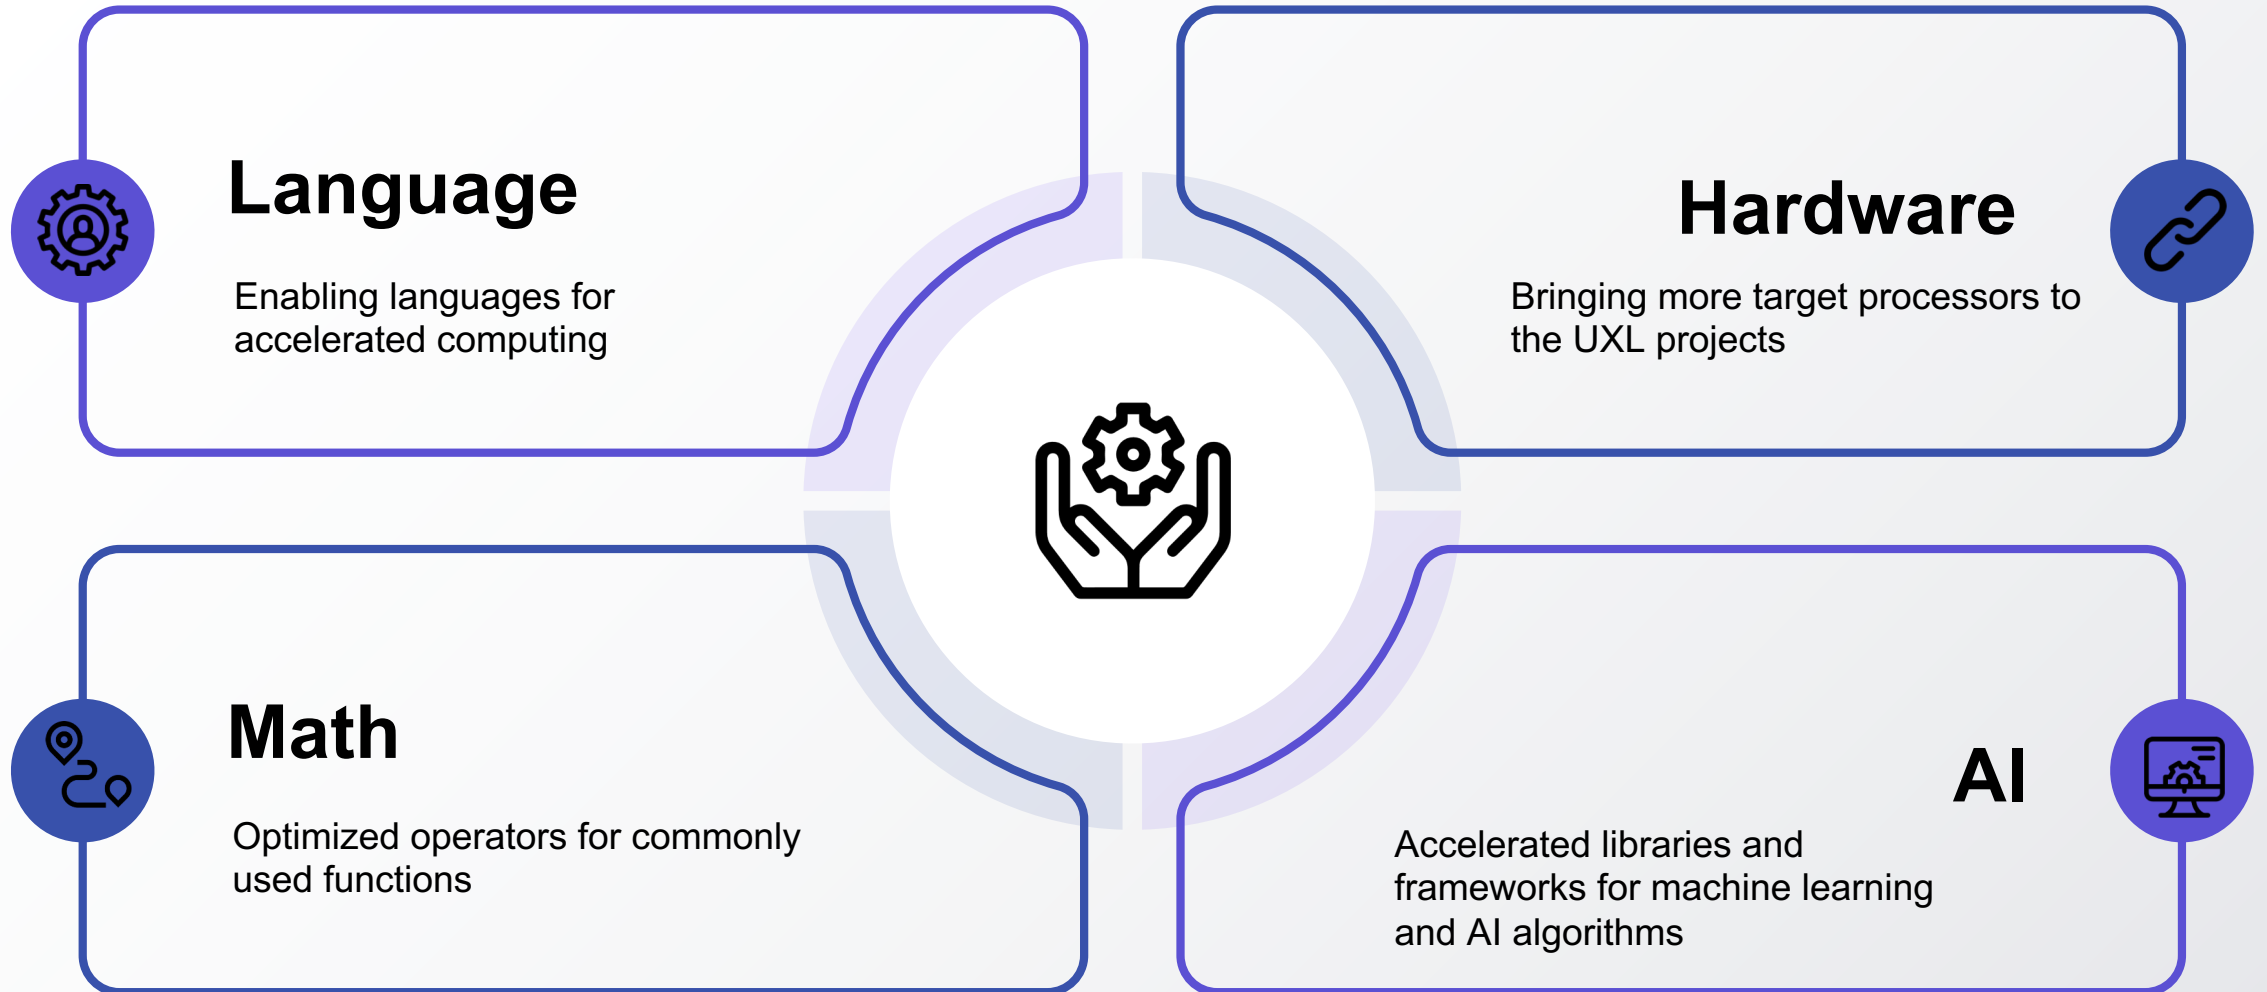 Language
Enabling languages for
accelerated computing
Hardware
Bringing more target processors to
the UXL projects
Math
Optimized operators for commonly
used functions
AI
Accelerated libraries and
frameworks for machine learning
and AI algorithms